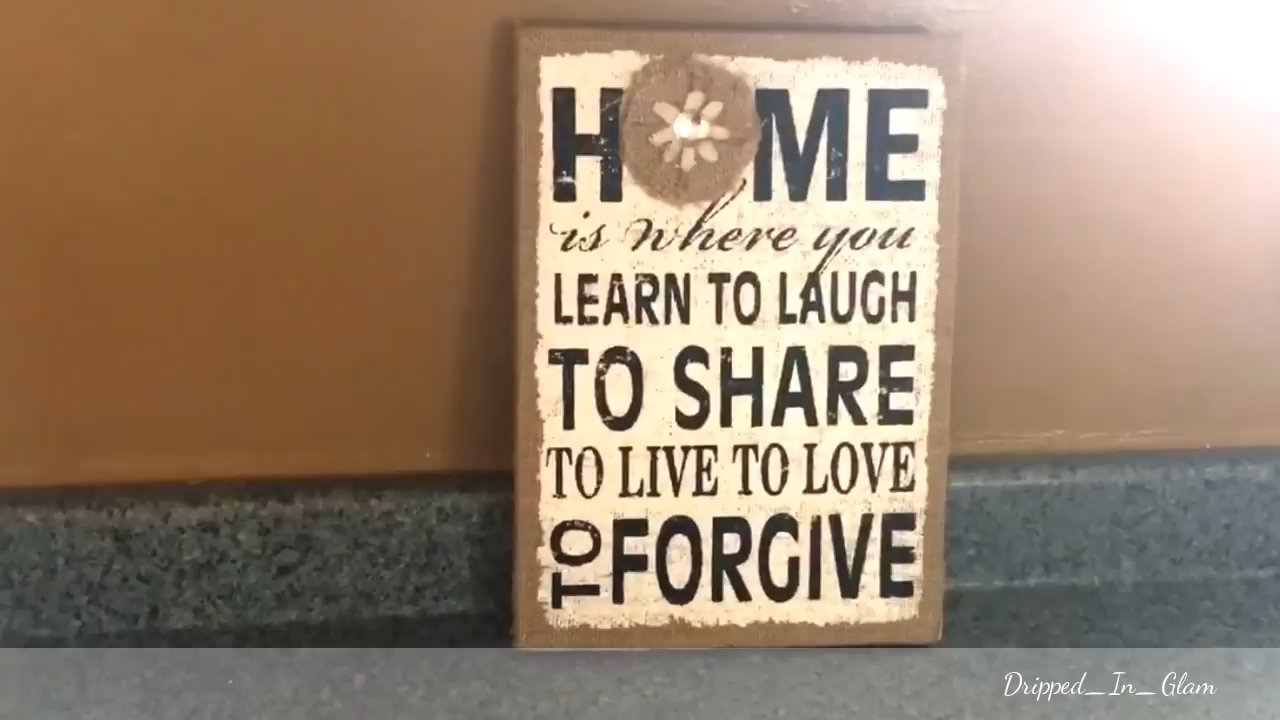 HOME
is where you
LEARN TO LAUGH
TO SHARE
TO LIVE TO LOVE
TO FORGIVE
Dripped_In_Glam